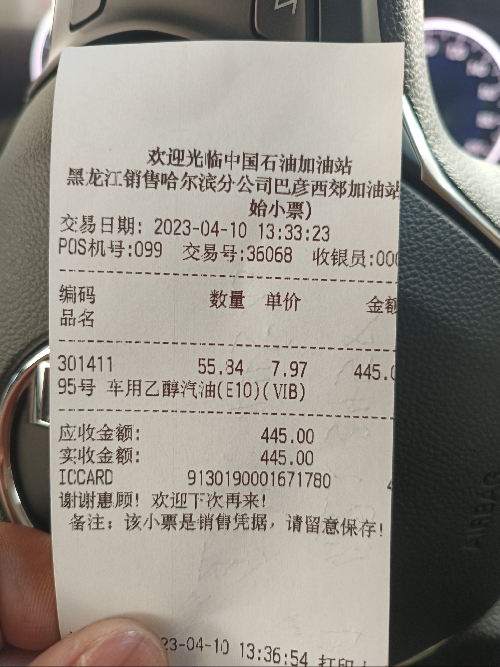 欢迎光临中国石油加油站
黑龙江销售哈尔滨分公司巴彦西郊加油站
始小票)
交易日期: 2023-04-10 13:33:23
POS机号:099 交易号:36068 收银员:000
编码 数量 单价 金额
品名
301411 55.84 7.97 445.0
95号 车用乙醇汽油(E10)(VIB)
应收金额: 445.00
实收金额: 445.00
ICCARD 9130190001671780 4
谢谢惠顾! 欢迎下次再来!
备注: 该小票是销售凭据, 请留意保存!
23-04-10 13:36:54 打印
AIRBAG